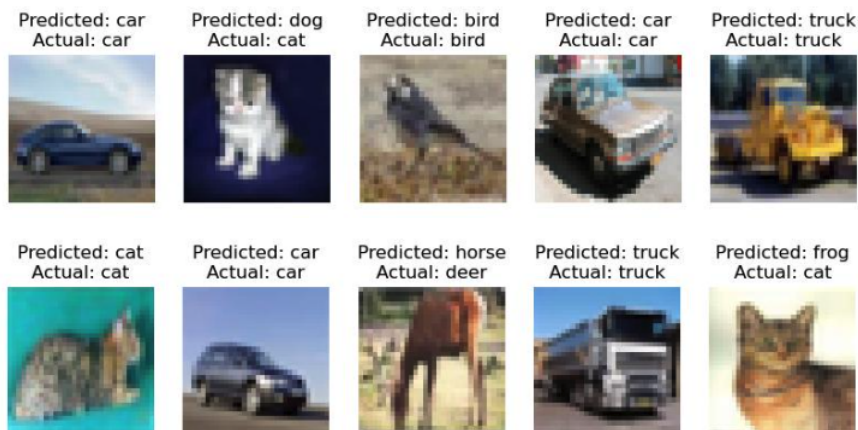 Predicted: car
Actual: car
Predicted: dog
Actual: cat
Predicted: bird
Actual: bird
Predicted: car
Actual: car
Predicted: truck
Actual: truck
Predicted: cat
Actual: cat
Predicted: car
Actual: car
Predicted: horse
Actual: deer
Predicted: truck
Actual: truck
Predicted: frog
Actual: cat